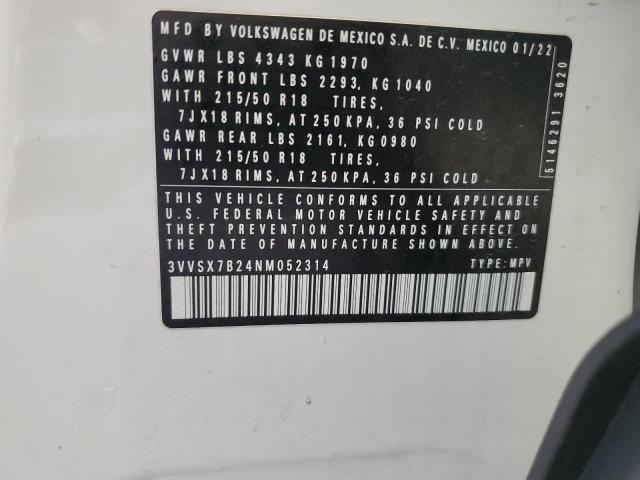 MFD BY VOLKSWAGEN DE MEXICO S.A. DE C.V. MEXICO 01/22
GVWR LBS 4343 KG 1970
GAWR FRONT LBS 2293, KG 1040
WITH 215/50 R18 TIRES,
7JX18 RIMS, AT 250 KPA, 36 PSI COLD
GAWR REAR LBS 2161, KG 0980
WITH 215/50 R18 TIRES,
7JX18 RIMS, AT 250 KPA, 36 PSI COLD
5146291 3620
THIS VEHICLE CONFORMS TO ALL APPLICABLE
U.S. FEDERAL MOTOR VEHICLE SAFETY AND
THEFT PREVENTION STANDARDS IN EFFECT ON
THE DATE OF MANUFACTURE SHOWN ABOVE.
3VVSX7B24NM052314 TYPE: MPV